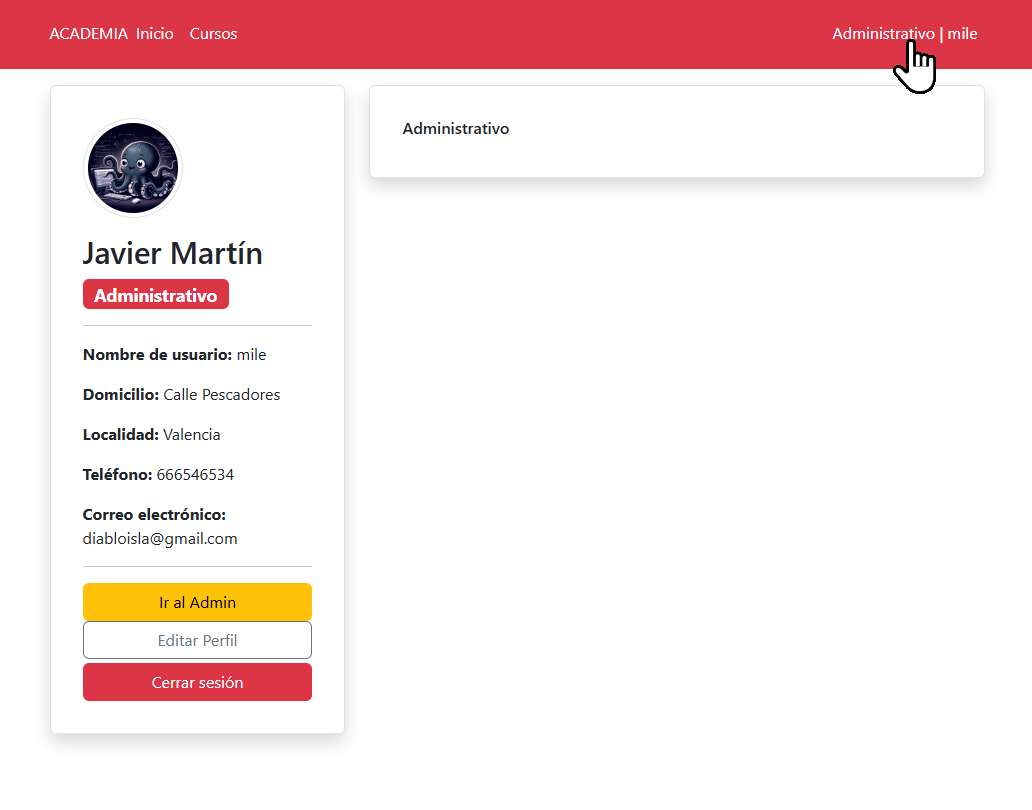 ACADEMIA Inicio Cursos Administrativo | mile
Javier Martín
Administrativo
Nombre de usuario: mile
Domicilio: Calle Pescadores
Localidad: Valencia
Teléfono: 666546534
Correo electrónico:
diabloisla@gmail.com
Ir al Admin
Editar Perfil
Cerrar sesión
Administrativo